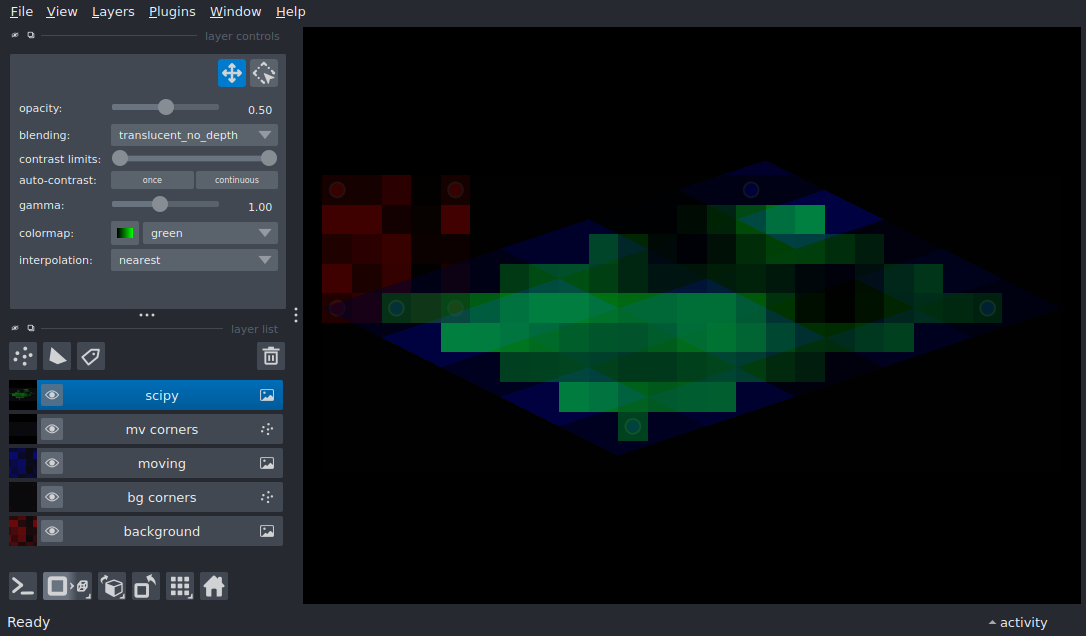 File View Layers Plugins Window Help
layer controls
opacity: 0.50
blending: translucent_no_depth
contrast limits:
auto-contrast: once continuous
gamma: 1.00
colormap: green
interpolation: nearest
layer list
scipy
mv corners
moving
bg corners
background
Ready activity